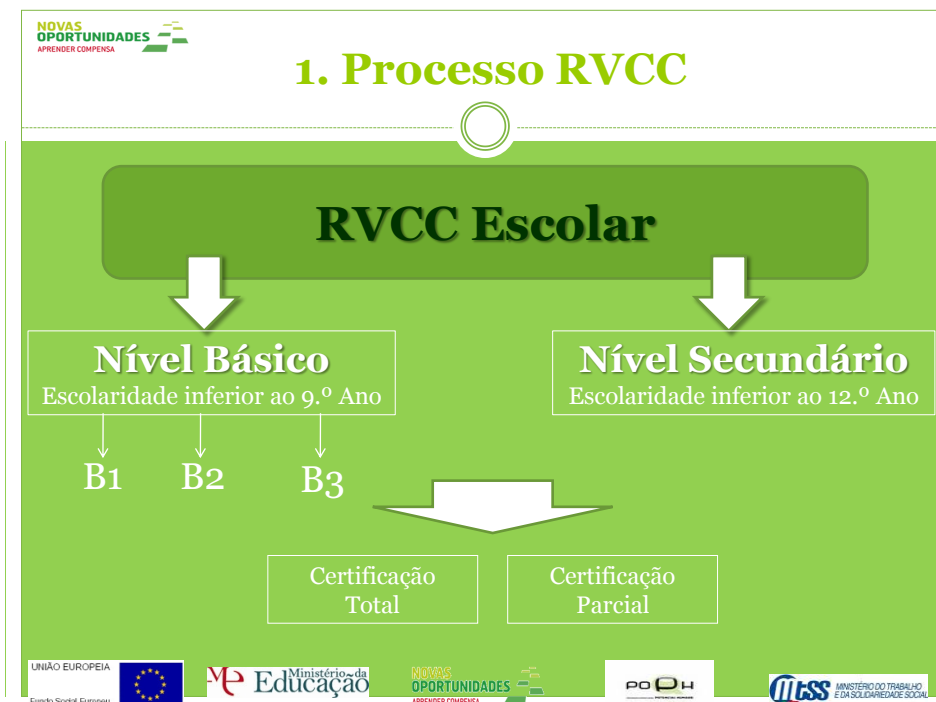 NOVAS
OPORTUNIDADES
APRENDER COMPENSA
1. Processo RVCC
RVCC Escolar
Nível Básico
Escolaridade inferior ao 9.º Ano
Nível Secundário
Escolaridade inferior ao 12.º Ano
B1 B2 B3
Certificação
Total
Certificação
Parcial
UNIÃO EUROPEIA
Fundo Social Europeu
Ministério da
Educação
NOVAS
OPORTUNIDADES
APRENDER COMPENSA
POPH
mtss MINISTÉRIO DO TRABALHO
E DA SOLIDARIEDADE SOCIAL